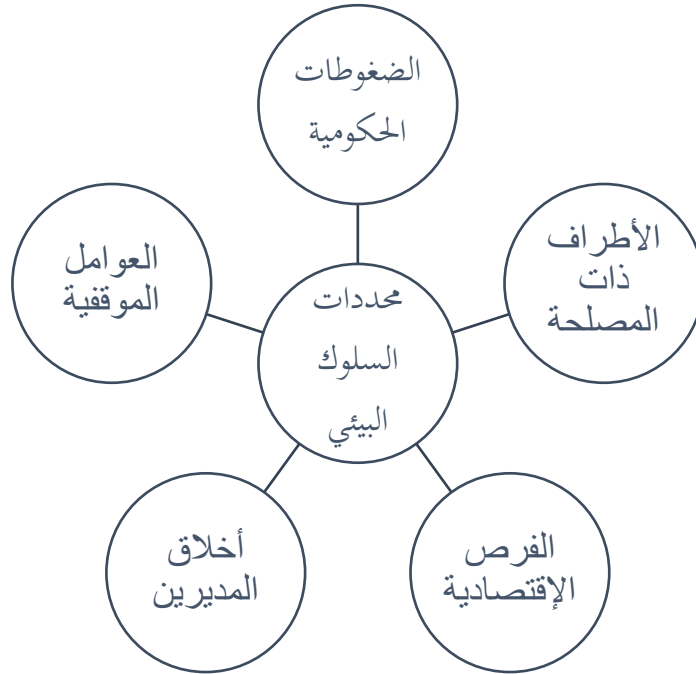 الضغوطات
الحكومية
الأطراف
ذات
المصلحة
العوامل
الموقفية
محددات
السلوك
البيئي
الفرص
الإقتصادية
أخلاق
المديرين